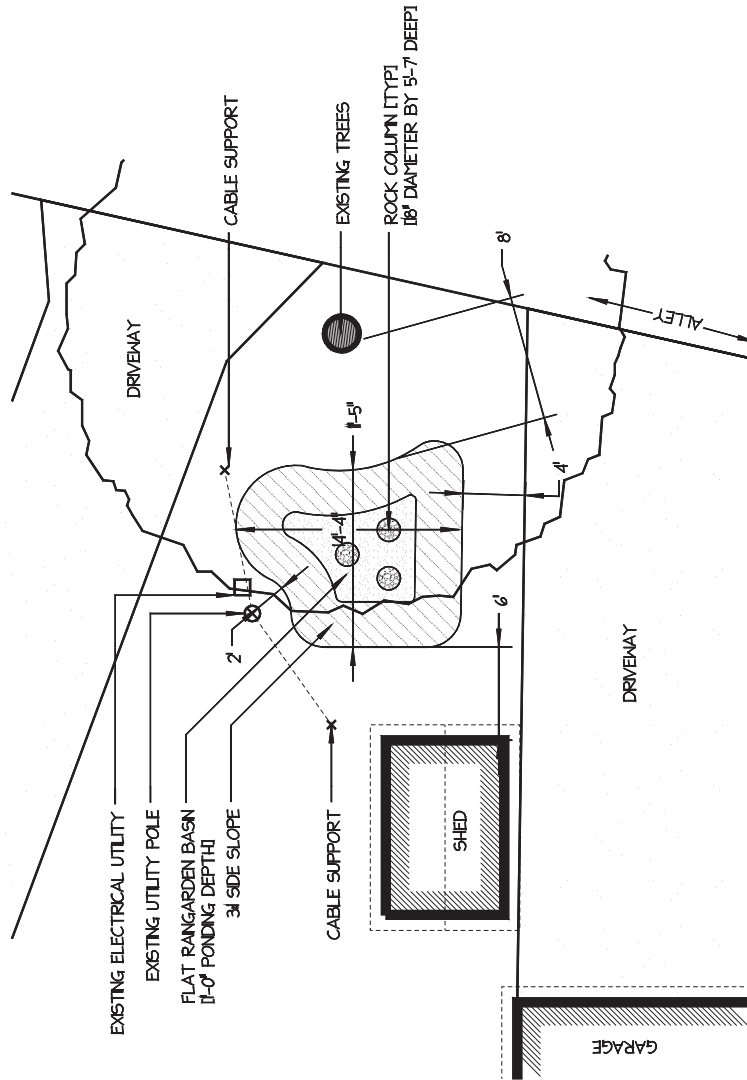 EXISTING ELECTRICAL UTILITY
EXISTING UTILITY POLE
FLAT RAINGARDEN BASIN
[1'-0" PONDING DEPTH]
3:1 SIDE SLOPE
CABLE SUPPORT
DRIVEWAY
CABLE SUPPORT
EXISTING TREES
ROCK COLUMN [TYP]
[18" DIAMETER BY 5'-7' DEEP]
2'
14'-4"
11'-5"
8'
4'
6'
ALLEY
SHED
DRIVEWAY
GARAGE